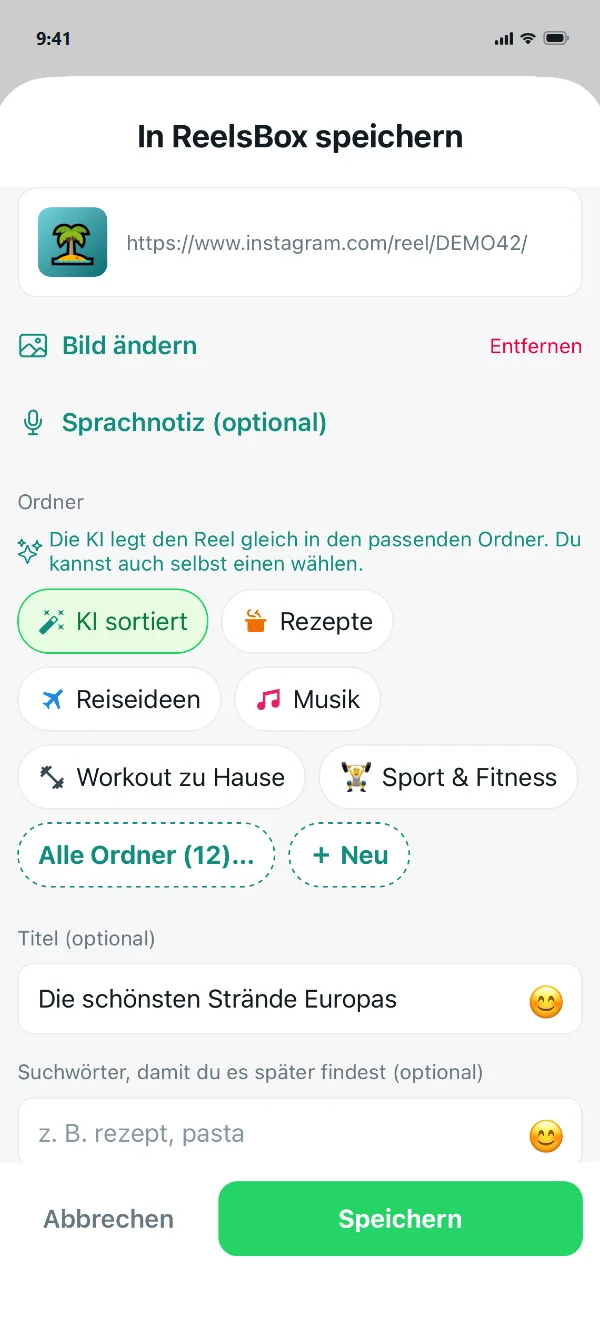 9:41
In ReelsBox speichern
https://www.instagram.com/reel/DEMO42/
Bild ändern
Entfernen
Sprachnotiz (optional)
Ordner
Die KI legt den Reel gleich in den passenden Ordner. Du
kannst auch selbst einen wählen.
KI sortiert
Rezepte
Reiseideen
Musik
Workout zu Hause
Sport & Fitness
Alle Ordner (12)...
+ Neu
Titel (optional)
Die schönsten Strände Europas
Suchwörter, damit du es später findest (optional)
z. B. rezept, pasta
Abbrechen
Speichern